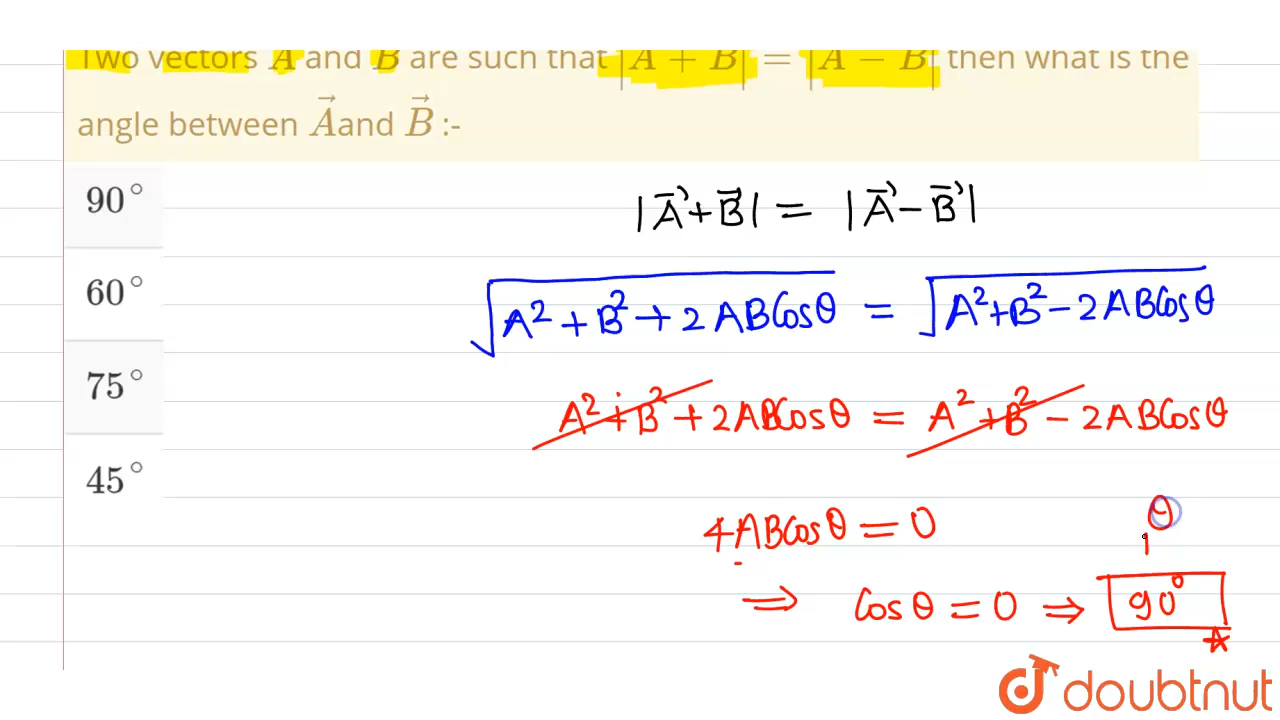 Two vectors A and B are such that |A + B| = |A − B| then what is the
angle between A⃗and B⃗ :-
90°
|A⃗+B⃗| = |A⃗−B⃗|
60°
√(A²+B²+2ABCosθ) = √(A²+B²−2ABCosθ)
75°
A²+B²+2ABCosθ = A²+B²−2ABCosθ
45°
4ABCosθ = 0
θ
⇒ Cosθ = 0 ⇒ 90°
doubtnut